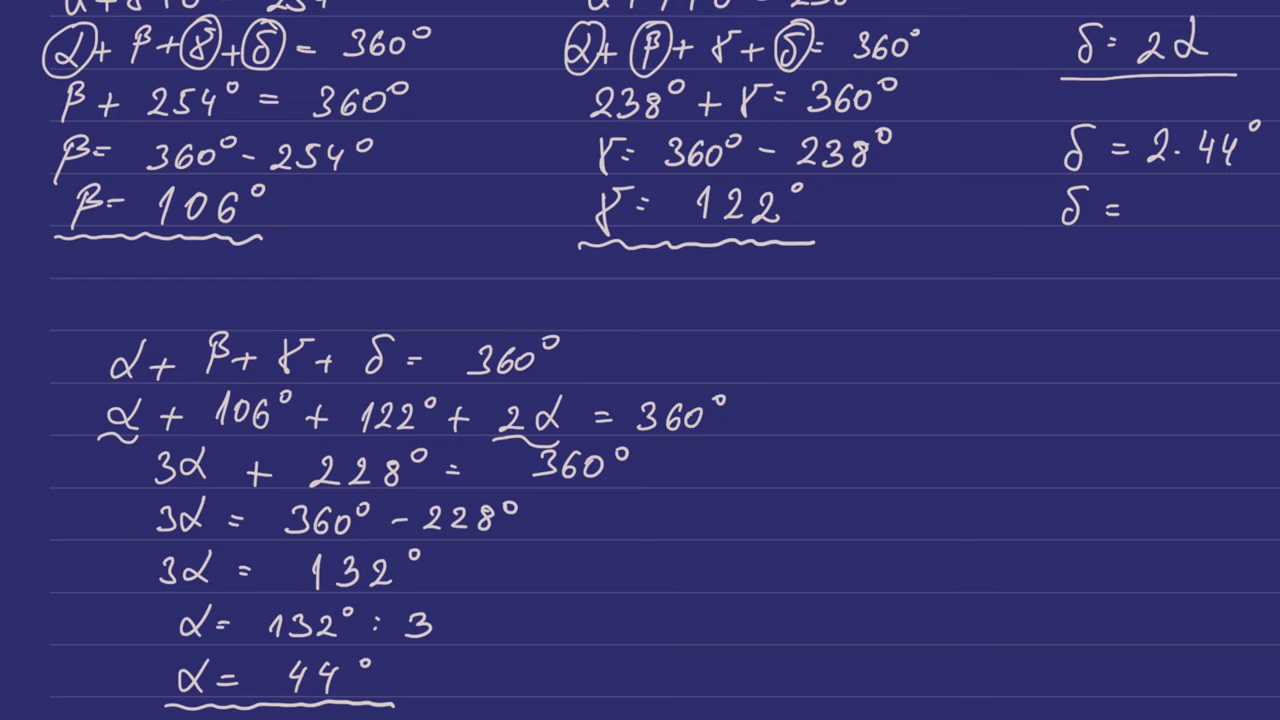 α + β + γ + δ = 360°
β + 254° = 360°
β = 360° - 254°
β = 106°
α + β + γ + δ = 360°
238° + γ = 360°
γ = 360° - 238°
γ = 122°
δ = 2α
δ = 2 · 44°
δ =
α + β + γ + δ = 360°
α + 106° + 122° + 2α = 360°
3α + 228° = 360°
3α = 360° - 228°
3α = 132°
α = 132° : 3
α = 44°